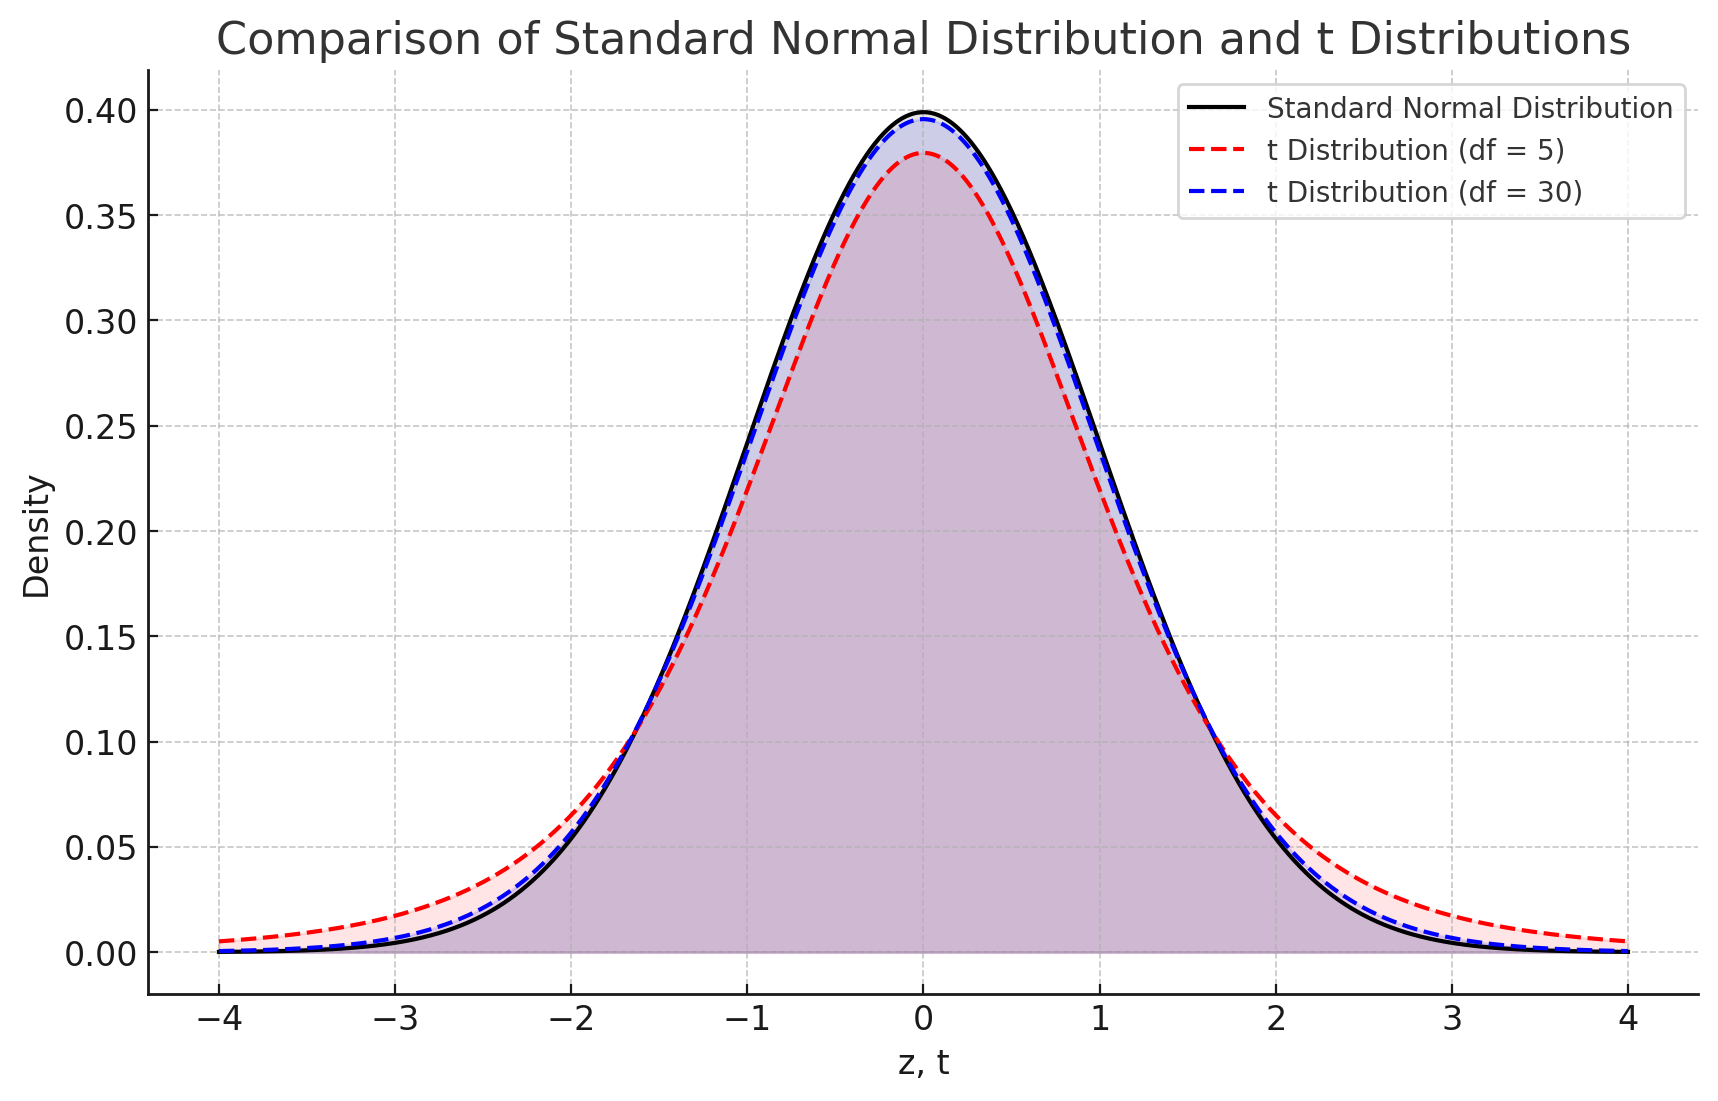 Comparison of Standard Normal Distribution and t Distributions
Standard Normal Distribution
t Distribution (df = 5)
t Distribution (df = 30)
0.40
0.35
0.30
0.25
0.20
0.15
0.10
0.05
0.00
Density
−4 −3 −2 −1 0 1 2 3 4
z, t